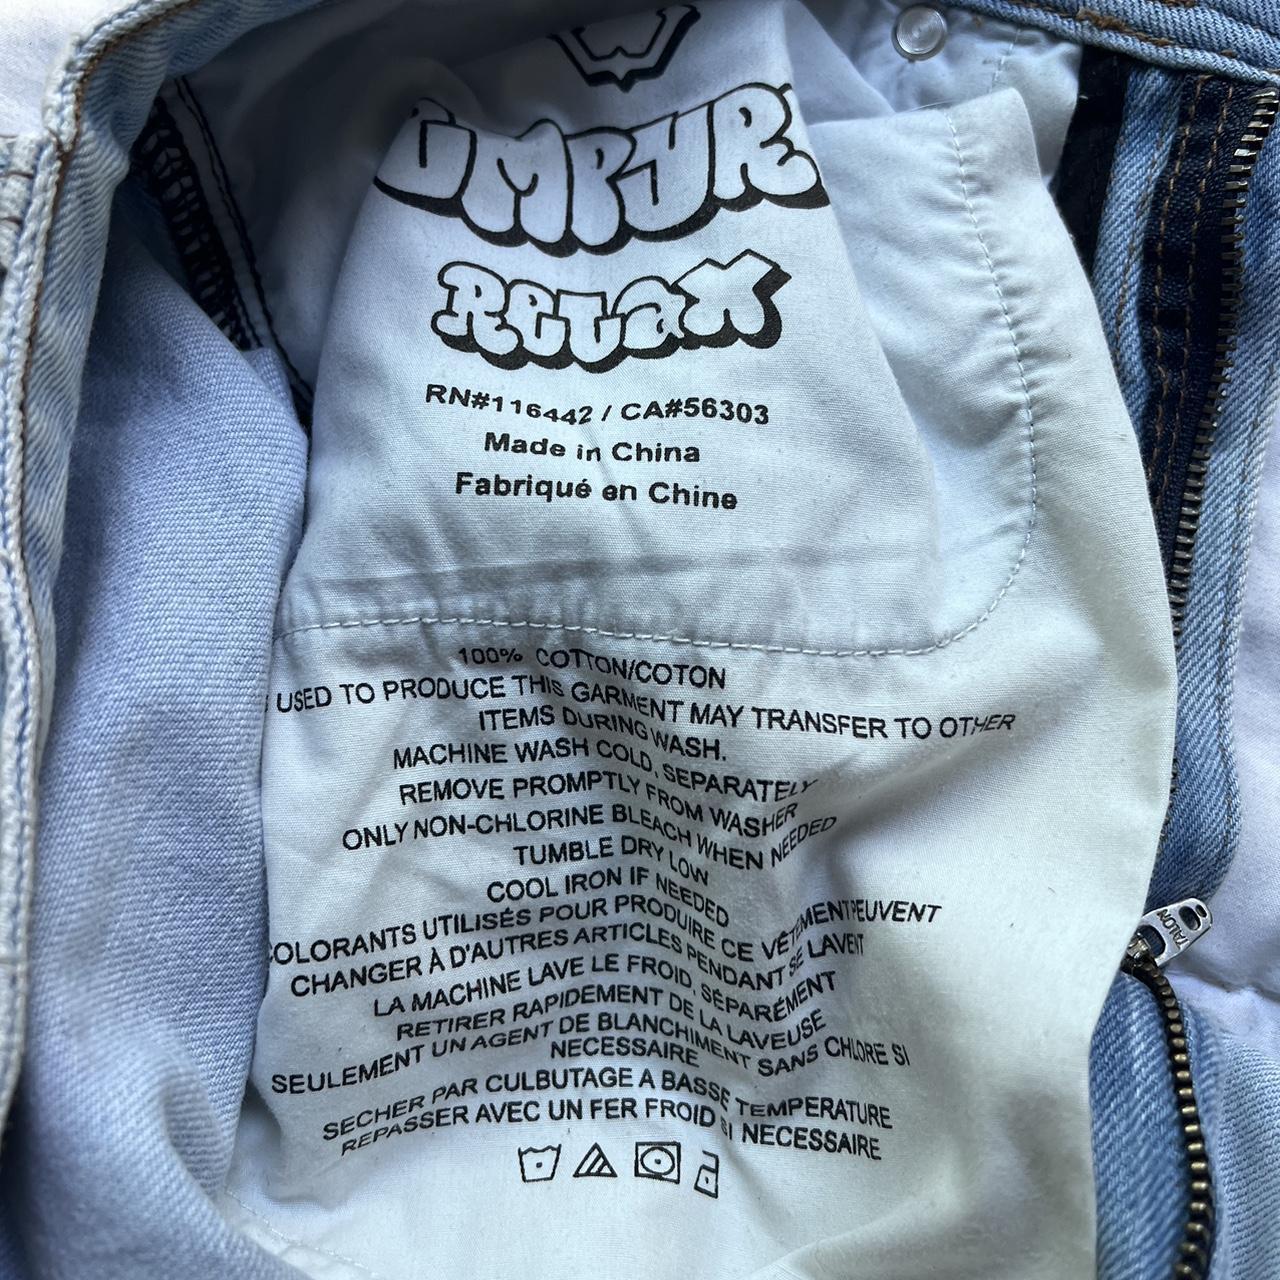 EMPYR
RELAX
RN#116442 / CA#56303
Made in China
Fabriqué en Chine
100% COTTON/COTON
USED TO PRODUCE THIS GARMENT MAY TRANSFER TO OTHER
ITEMS DURING WASH.
MACHINE WASH COLD, SEPARATELY
REMOVE PROMPTLY FROM WASHER
ONLY NON-CHLORINE BLEACH WHEN NEEDED
TUMBLE DRY LOW
COOL IRON IF NEEDED
COLORANTS UTILISÉS POUR PRODUIRE CE VÊTEMENT PEUVENT
CHANGER À D'AUTRES ARTICLES PENDANT SE LAVENT
LA MACHINE LAVE LE FROID, SÉPARÉMENT
RETIRER RAPIDEMENT DE LA LAVEUSE
SEULEMENT UN AGENT DE BLANCHIMENT SANS CHLORE SI
NECESSAIRE
SECHER PAR CULBUTAGE A BASSE TEMPERATURE
REPASSER AVEC UN FER FROID SI NECESSAIRE
TALON